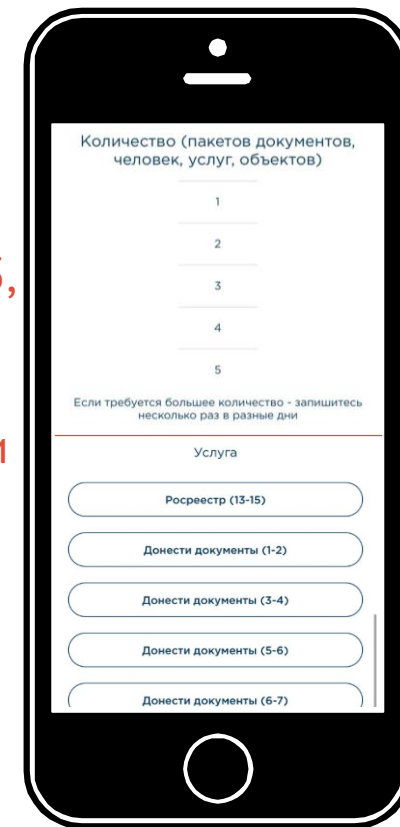 Количество (пакетов документов,
человек, услуг, объектов)
1
2
3
4
5
Если требуется большее количество - запишитесь
несколько раз в разные дни
Услуга
Росреестр (13-15)
Донести документы (1-2)
Донести документы (3-4)
Донести документы (5-6)
Донести документы (6-7)